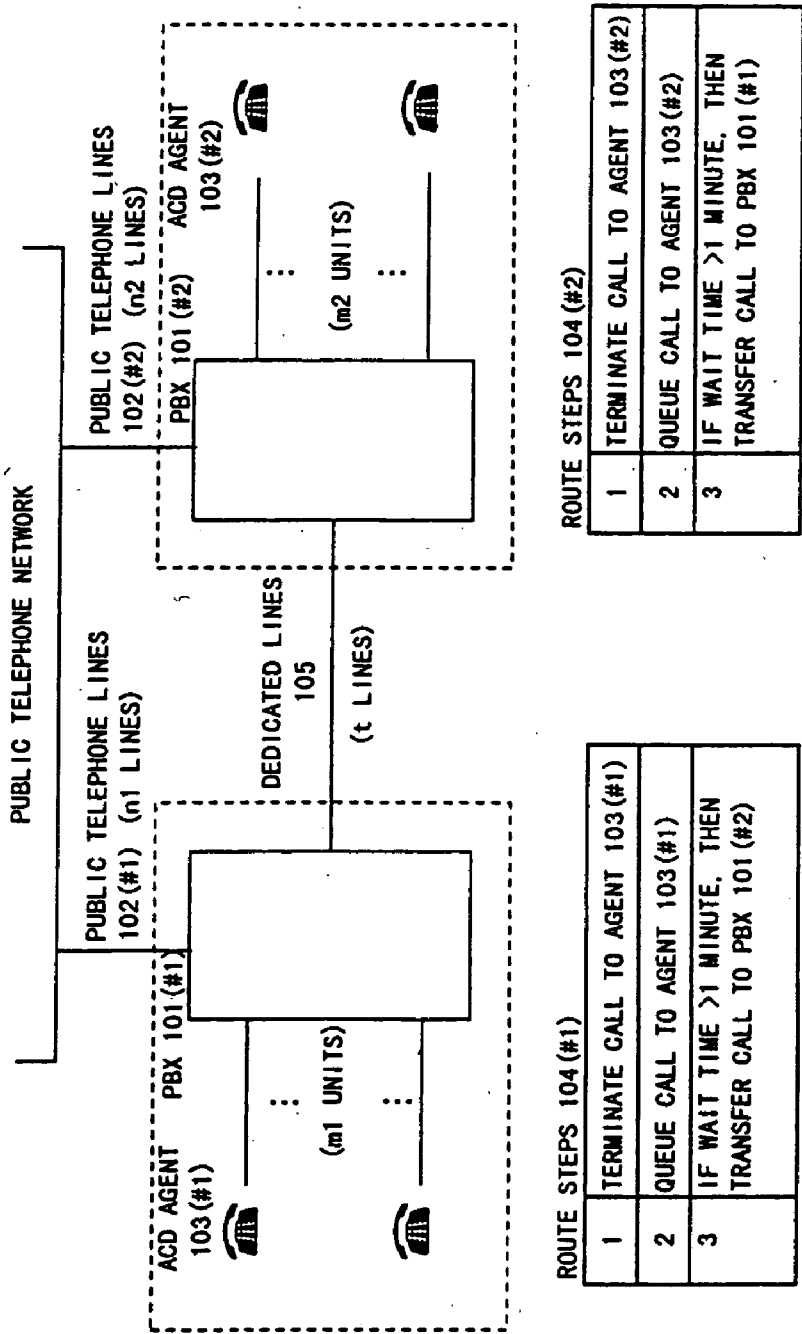 PUBLIC TELEPHONE NETWORK
PUBLIC TELEPHONE LINES
102(#1) (n1 LINES)
PUBLIC TELEPHONE LINES
102(#2) (n2 LINES)
ACD AGENT
103(#1)
PBX 101(#1)
(m1 UNITS)
DEDICATED LINES
105
(t LINES)
PBX 101(#2)
ACD AGENT
103(#2)
(m2 UNITS)
ROUTE STEPS 104(#1)
1 TERMINATE CALL TO AGENT 103(#1)
2 QUEUE CALL TO AGENT 103(#1)
3 IF WAIT TIME >1 MINUTE, THEN
TRANSFER CALL TO PBX 101(#2)
ROUTE STEPS 104(#2)
1 TERMINATE CALL TO AGENT 103(#2)
2 QUEUE CALL TO AGENT 103(#2)
3 IF WAIT TIME >1 MINUTE, THEN
TRANSFER CALL TO PBX 101(#1)